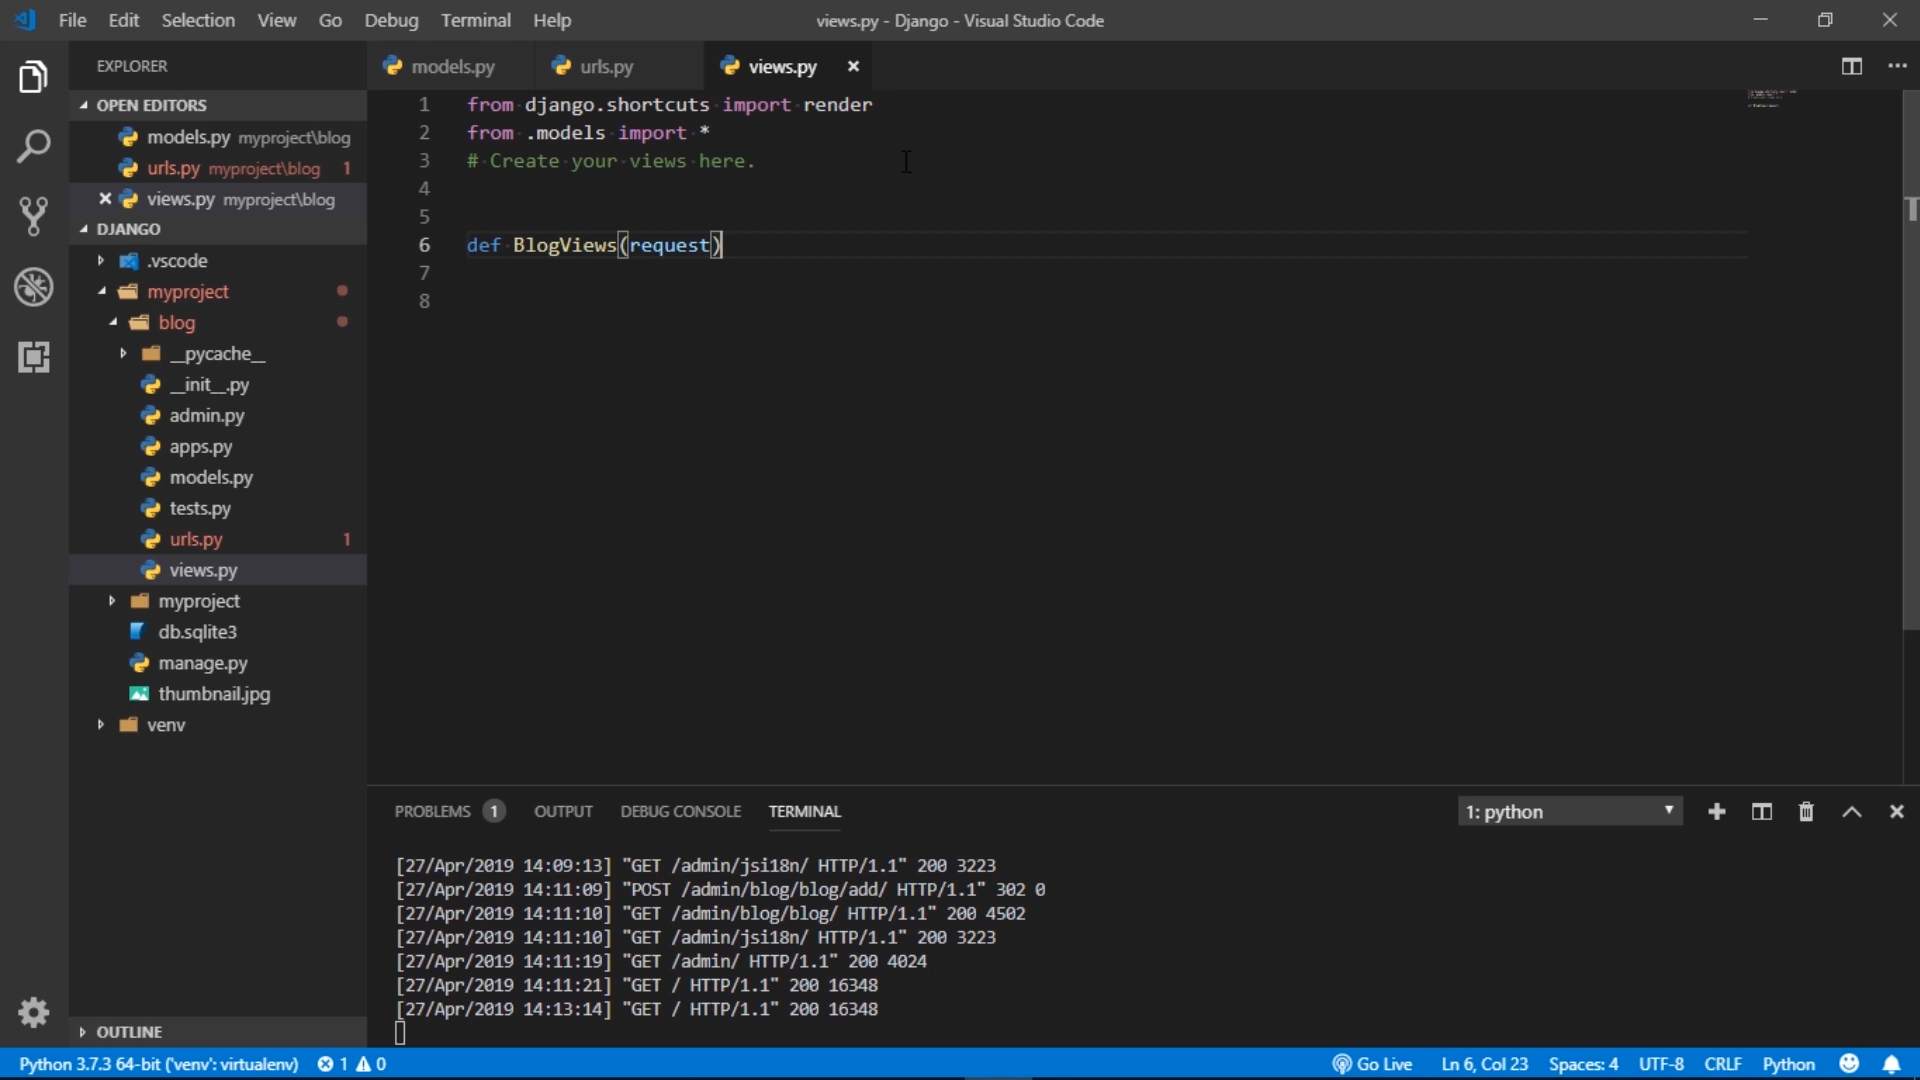 File Edit Selection View Go Debug Terminal Help views.py - Django - Visual Studio Code
EXPLORER
models.py urls.py views.py
OPEN EDITORS
models.py myproject\blog
urls.py myproject\blog 1
views.py myproject\blog
DJANGO
.vscode
myproject
blog
__pycache__
__init__.py
admin.py
apps.py
models.py
tests.py
urls.py 1
views.py
myproject
db.sqlite3
manage.py
thumbnail.jpg
venv
OUTLINE
1 from django.shortcuts import render
2 from .models import *
3 # Create your views here.
4
5
6 def BlogViews(request)
7
8
PROBLEMS 1 OUTPUT DEBUG CONSOLE TERMINAL 1: python
[27/Apr/2019 14:09:13] "GET /admin/jsi18n/ HTTP/1.1" 200 3223
[27/Apr/2019 14:11:09] "POST /admin/blog/blog/add/ HTTP/1.1" 302 0
[27/Apr/2019 14:11:10] "GET /admin/blog/blog/ HTTP/1.1" 200 4502
[27/Apr/2019 14:11:10] "GET /admin/jsi18n/ HTTP/1.1" 200 3223
[27/Apr/2019 14:11:19] "GET /admin/ HTTP/1.1" 200 4024
[27/Apr/2019 14:11:21] "GET / HTTP/1.1" 200 16348
[27/Apr/2019 14:13:14] "GET / HTTP/1.1" 200 16348
Python 3.7.3 64-bit ('venv': virtualenv) 1 0 Go Live Ln 6, Col 23 Spaces: 4 UTF-8 CRLF Python